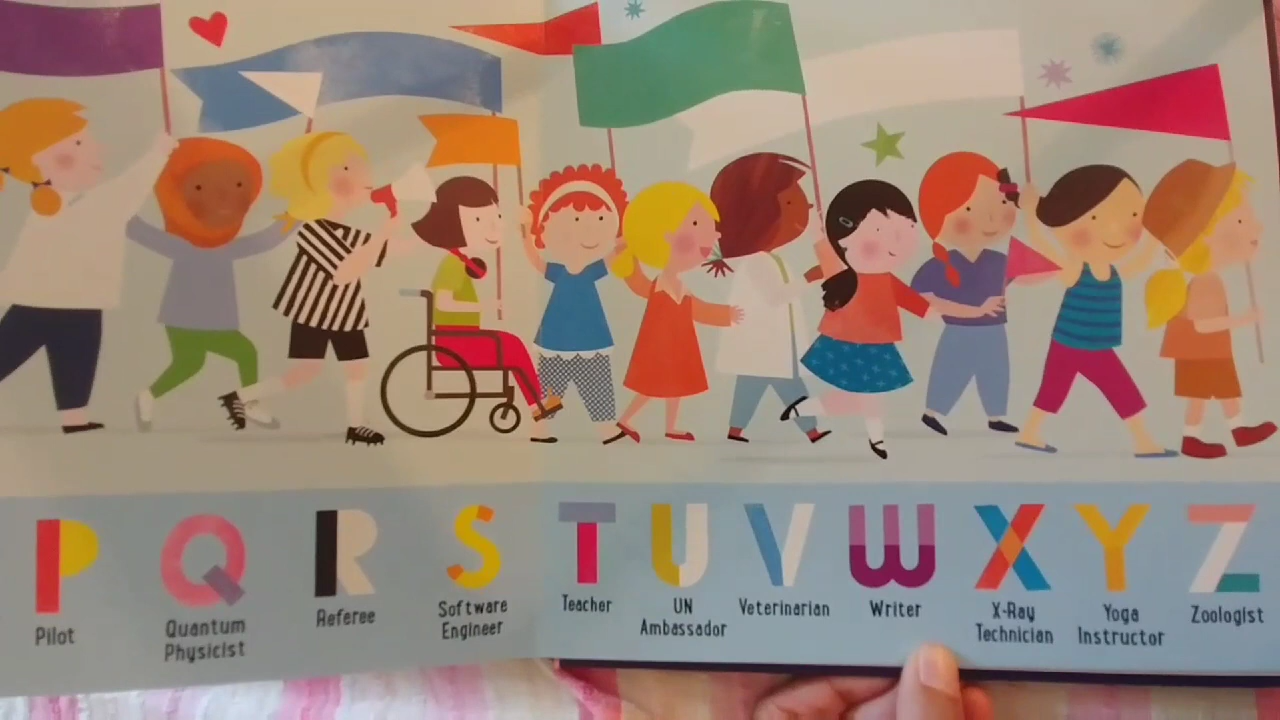 P
Pilot
Q
Quantum
Physicist
R
Referee
S
Software
Engineer
T
Teacher
U
UN
Ambassador
V
Veterinarian
W
Writer
X
X-Ray
Technician
Y
Yoga
Instructor
Z
Zoologist